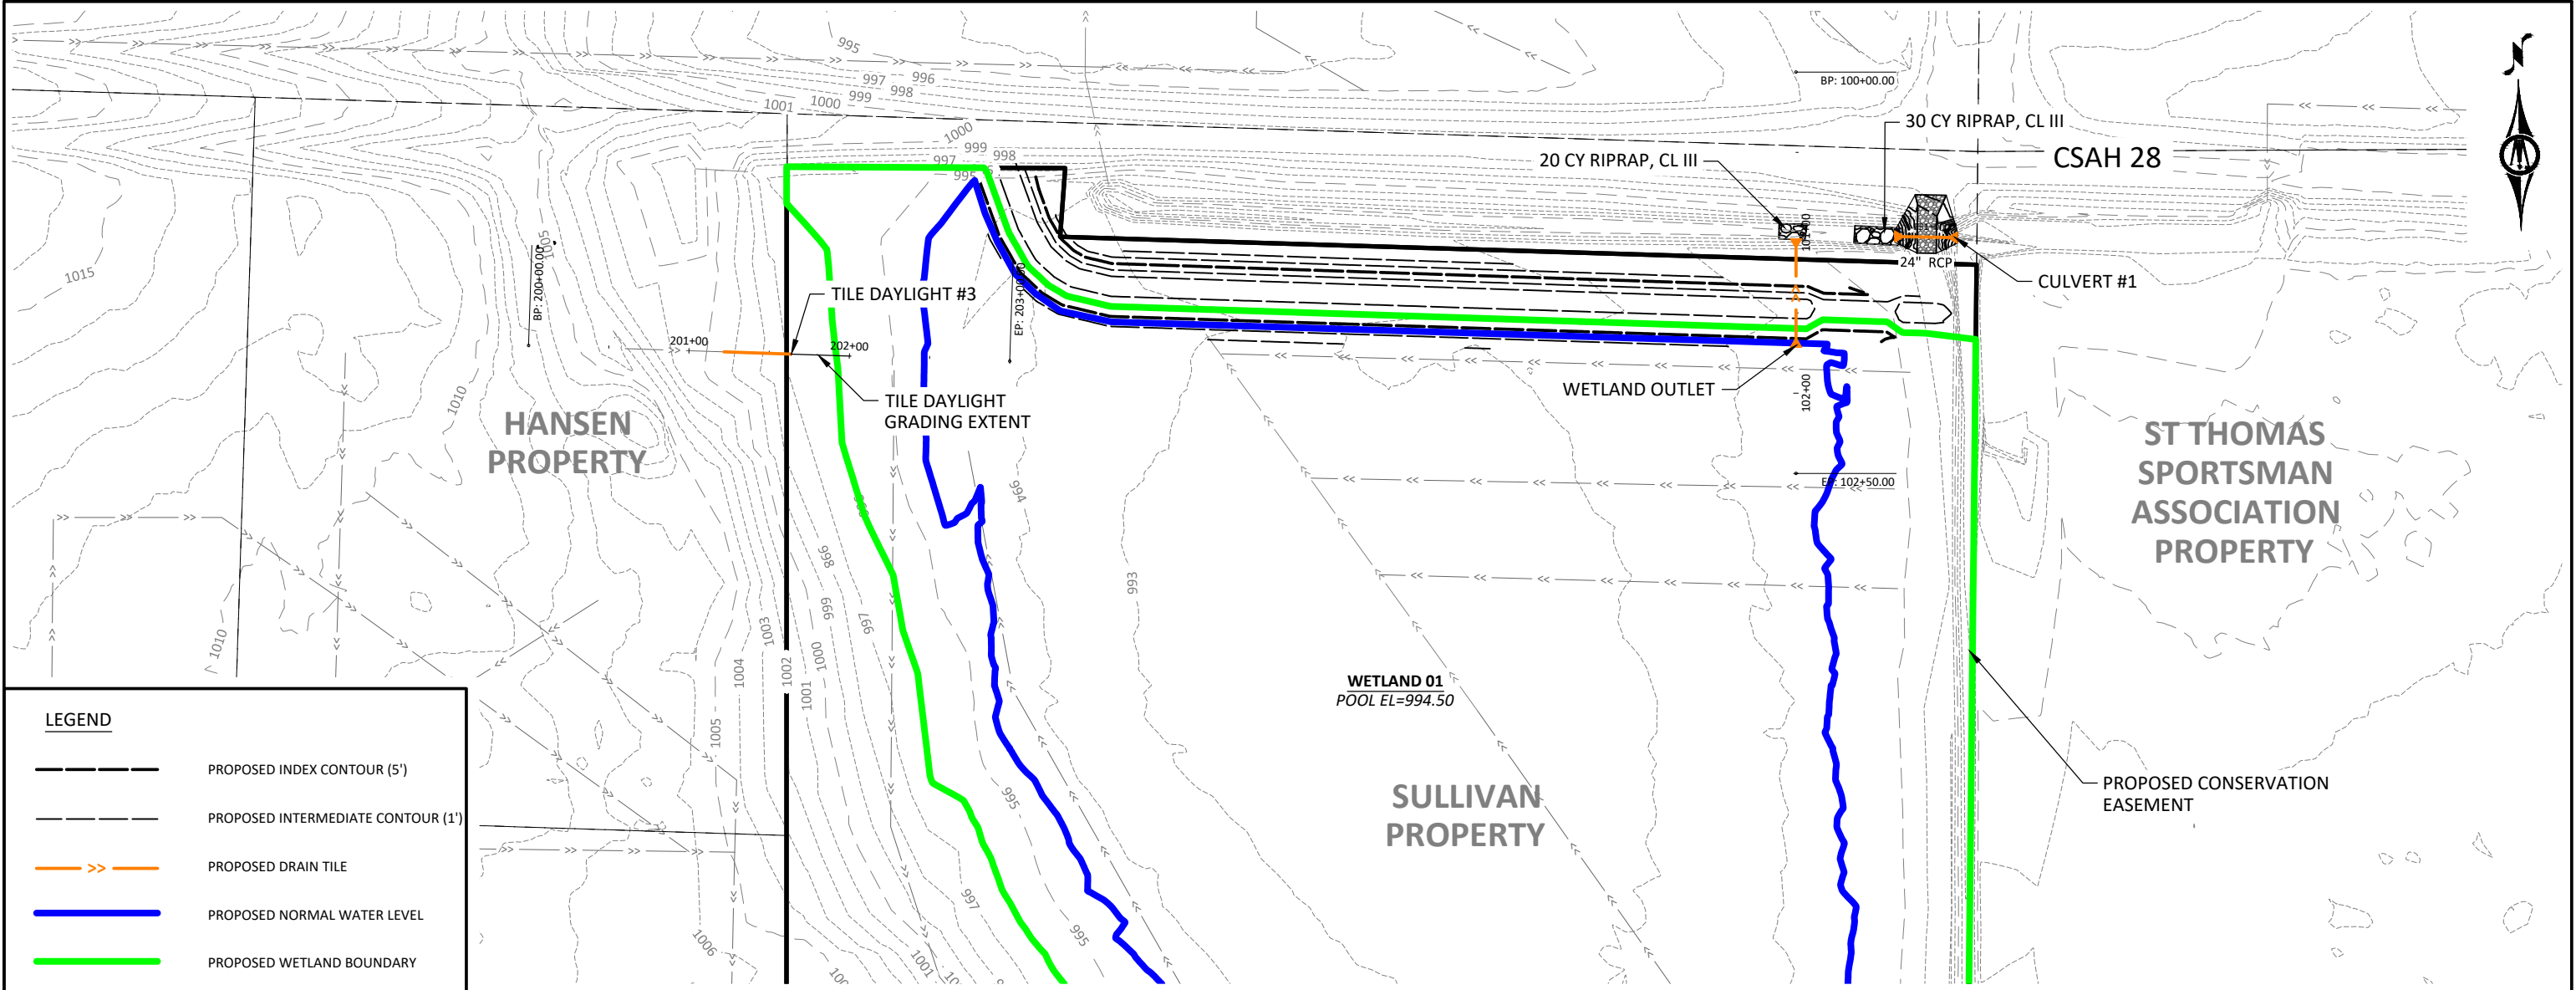 995
997 996
998
999
1000
1001
1000
999
998
997
995
BP: 100+00.00
30 CY RIPRAP, CL III
20 CY RIPRAP, CL III
CSAH 28
N
24" RCP
CULVERT #1
1015
1005
BP: 200+00.00
EP: 203+00.00
TILE DAYLIGHT #3
201+00
202+00
TILE DAYLIGHT
GRADING EXTENT
WETLAND OUTLET
102+00
EP: 102+50.00
1010
HANSEN
PROPERTY
ST THOMAS
SPORTSMAN
ASSOCIATION
PROPERTY
994
993
998
999
997
1003
1000
1004
1002
1001
1005
1010
WETLAND 01
POOL EL=994.50
SULLIVAN
PROPERTY
PROPOSED CONSERVATION
EASEMENT
995
997
995
1006
1001
LEGEND
PROPOSED INDEX CONTOUR (5')
PROPOSED INTERMEDIATE CONTOUR (1')
>> PROPOSED DRAIN TILE
PROPOSED NORMAL WATER LEVEL
PROPOSED WETLAND BOUNDARY